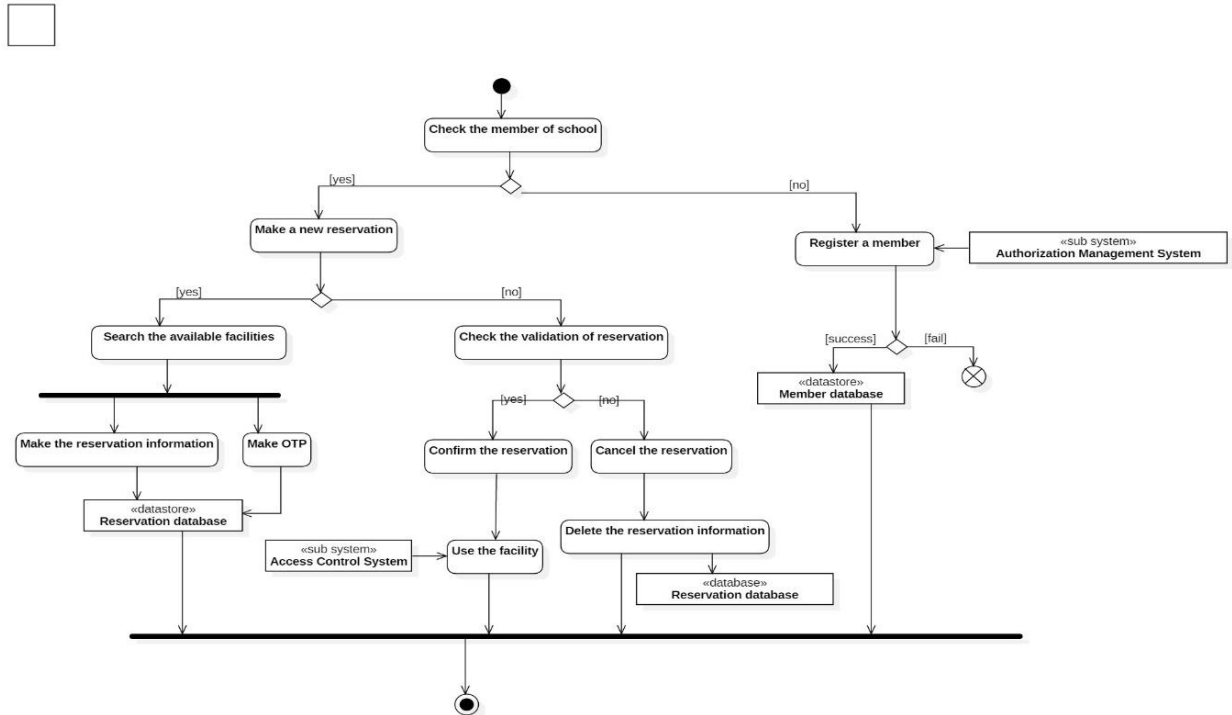 Check the member of school
[yes]
[no]
Make a new reservation
Register a member
«sub system»
Authorization Management System
[yes]
[no]
Search the available facilities
Check the validation of reservation
[success]
[fail]
«datastore»
Member database
[yes]
[no]
Make the reservation information
Make OTP
Confirm the reservation
Cancel the reservation
«datastore»
Reservation database
Delete the reservation information
«sub system»
Access Control System
Use the facility
«database»
Reservation database